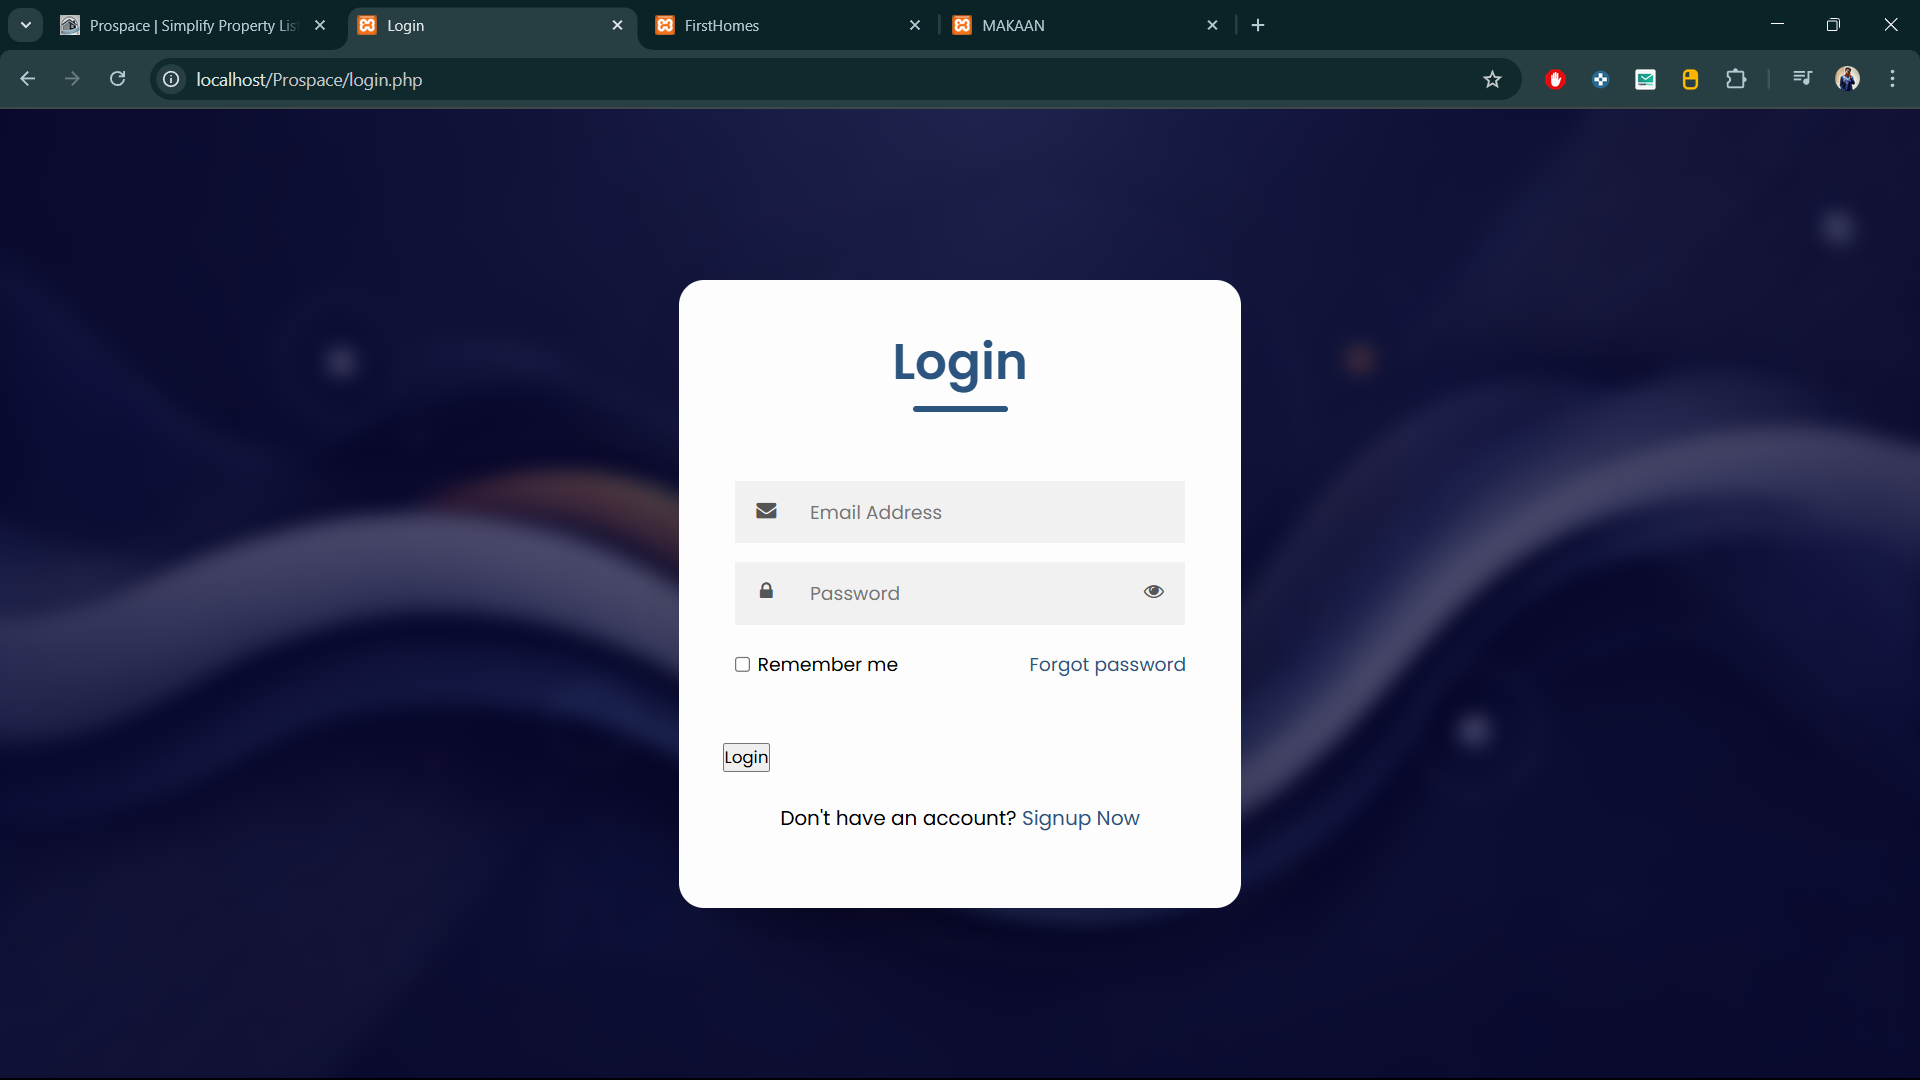 Prospace | Simplify Property Lis
Login
FirstHomes
MAKAAN
localhost/Prospace/login.php
Login
Email Address
Password
Remember me
Forgot password
Login
Don't have an account? Signup Now